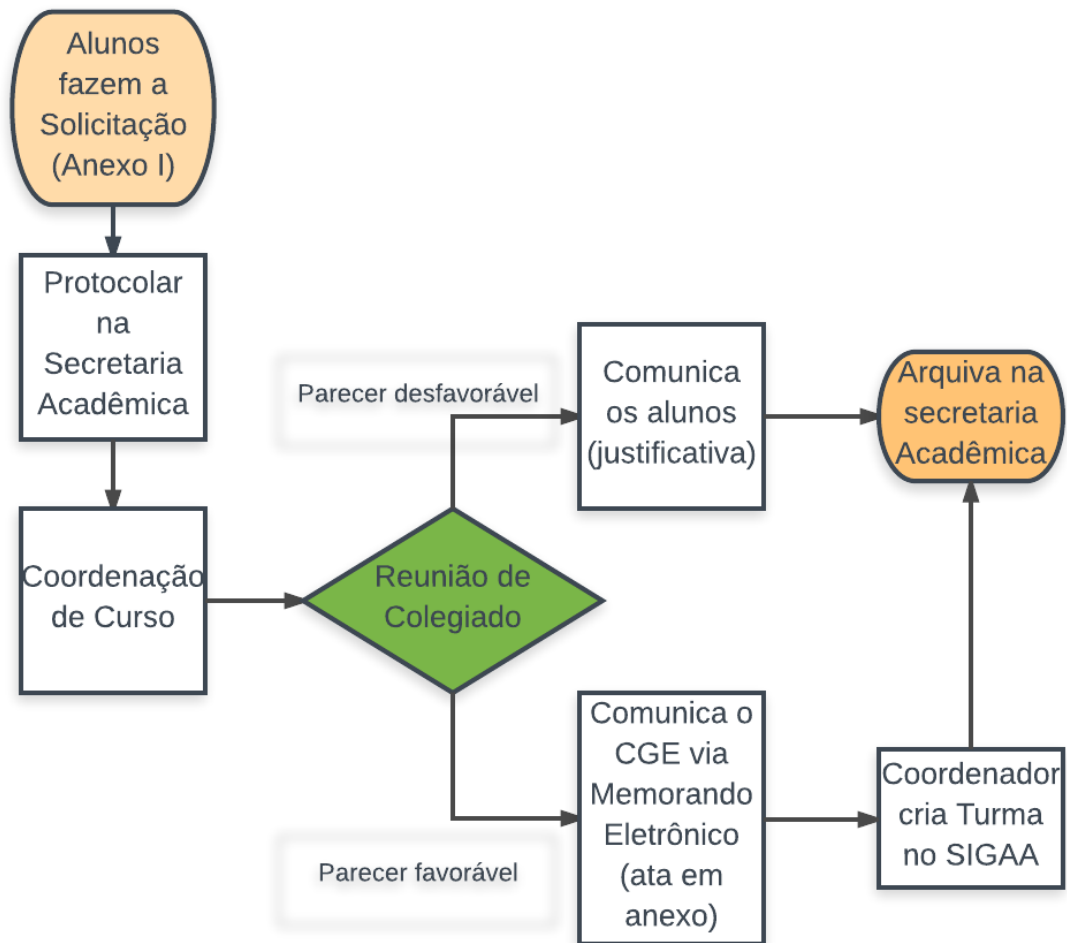 Alunos
fazem a
Solicitação
(Anexo I)
Protocolar
na
Secretaria
Acadêmica
Coordenação
de Curso
Reunião de
Colegiado
Parecer desfavorável
Comunica
os alunos
(justificativa)
Arquiva na
secretaria
Acadêmica
Parecer favorável
Comunica o
CGE via
Memorando
Eletrônico
(ata em
anexo)
Coordenador
cria Turma
no SIGAA